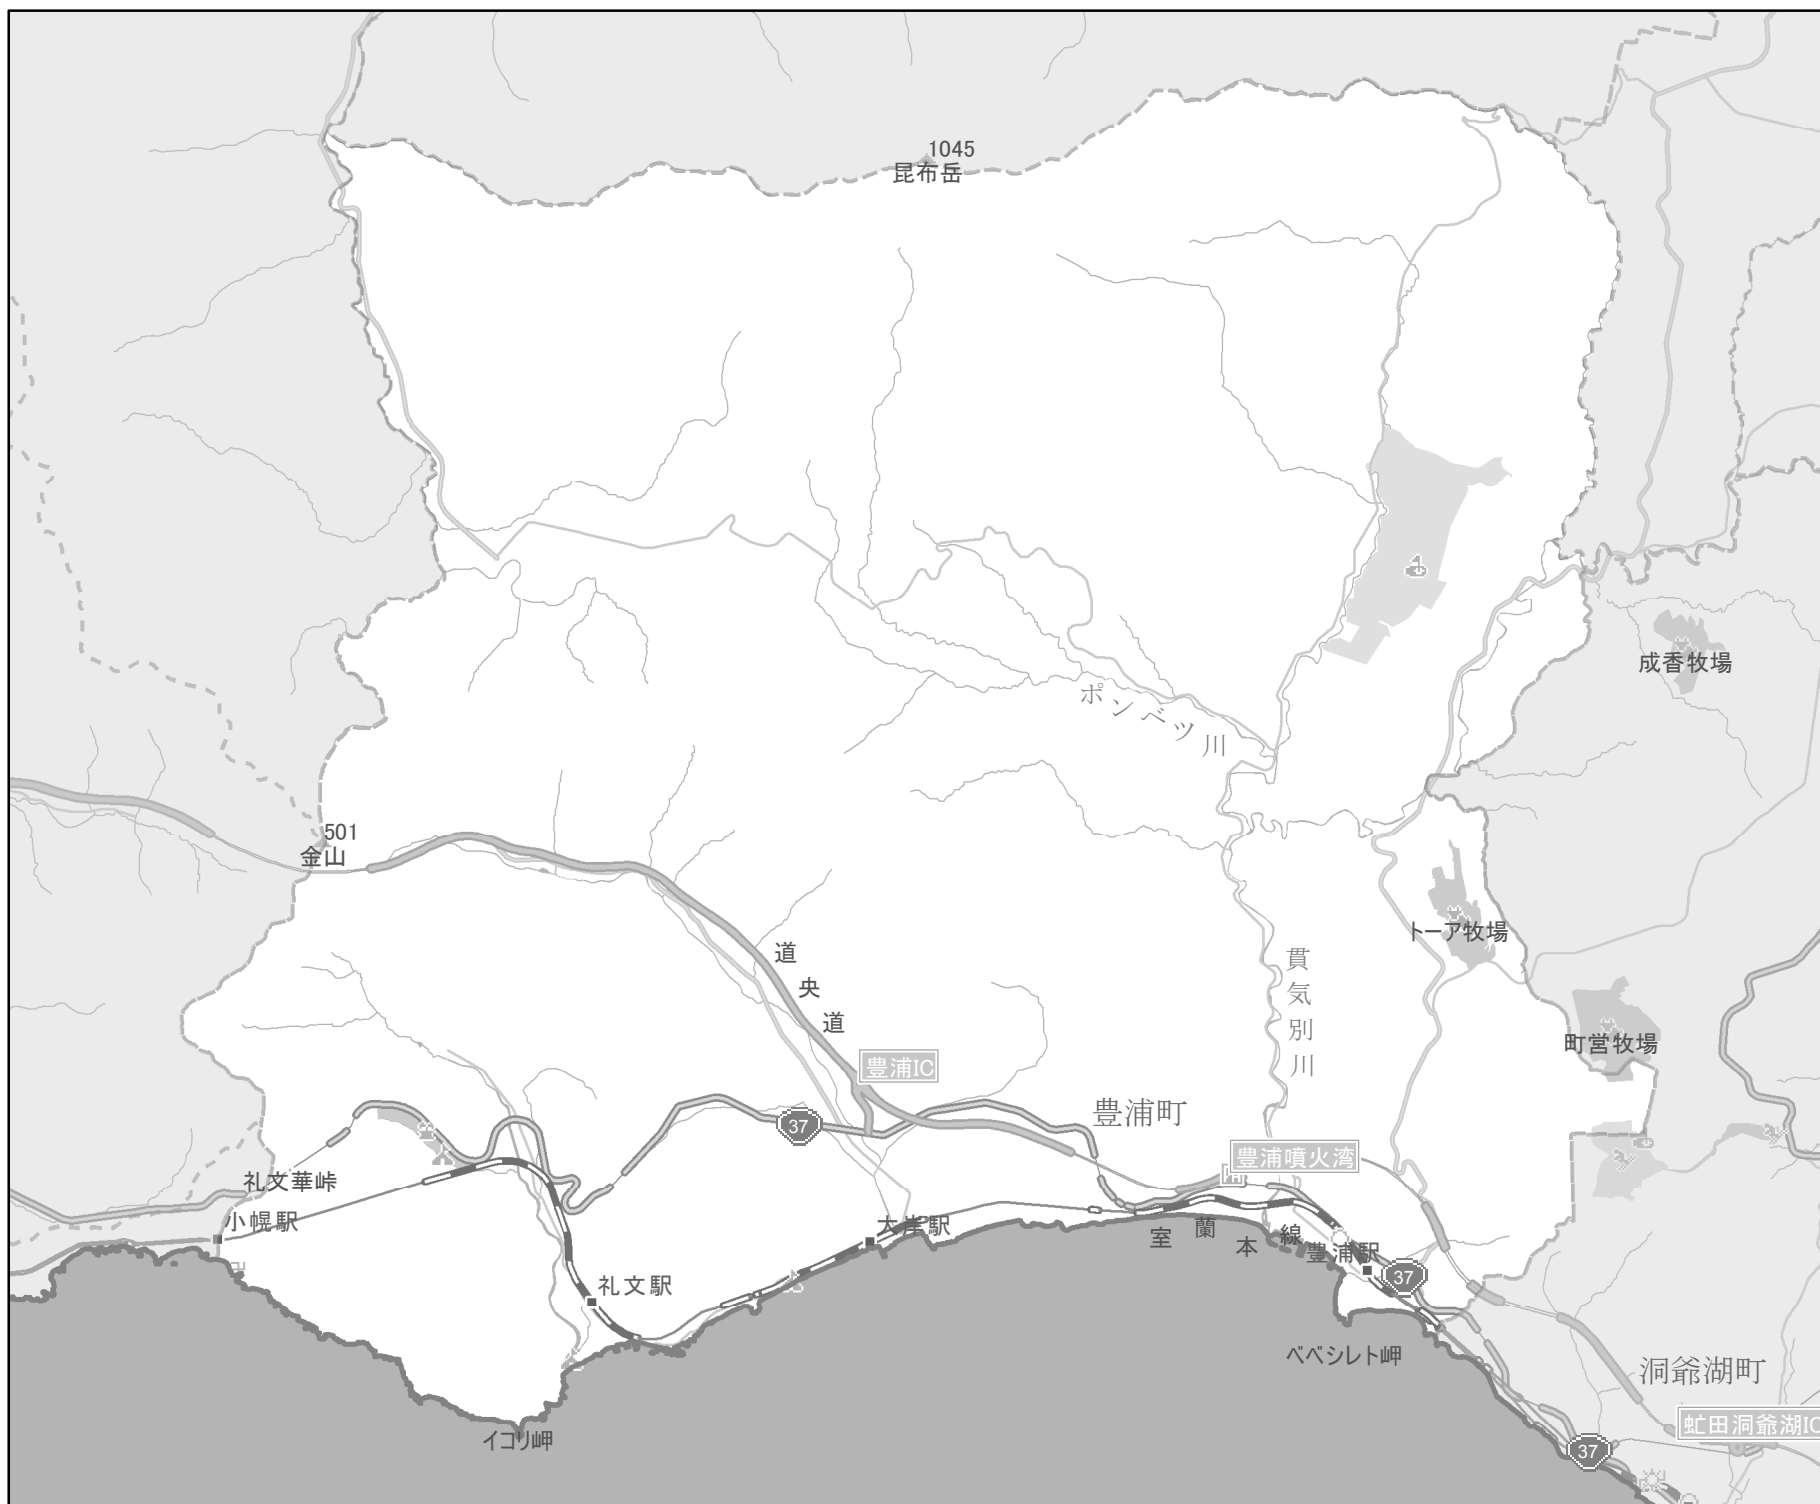 1045
昆布岳
成香牧場
ポンベツ川
501
金山
トーア牧場
道央道
貫気別川
町営牧場
豊浦IC
豊浦町
37
豊浦噴火湾
礼文華峠
小幌駅
大岸駅
室蘭本線
豊浦駅
37
礼文駅
ベベシレト岬
洞爺湖町
虻田洞爺湖IC
イコリ岬
37